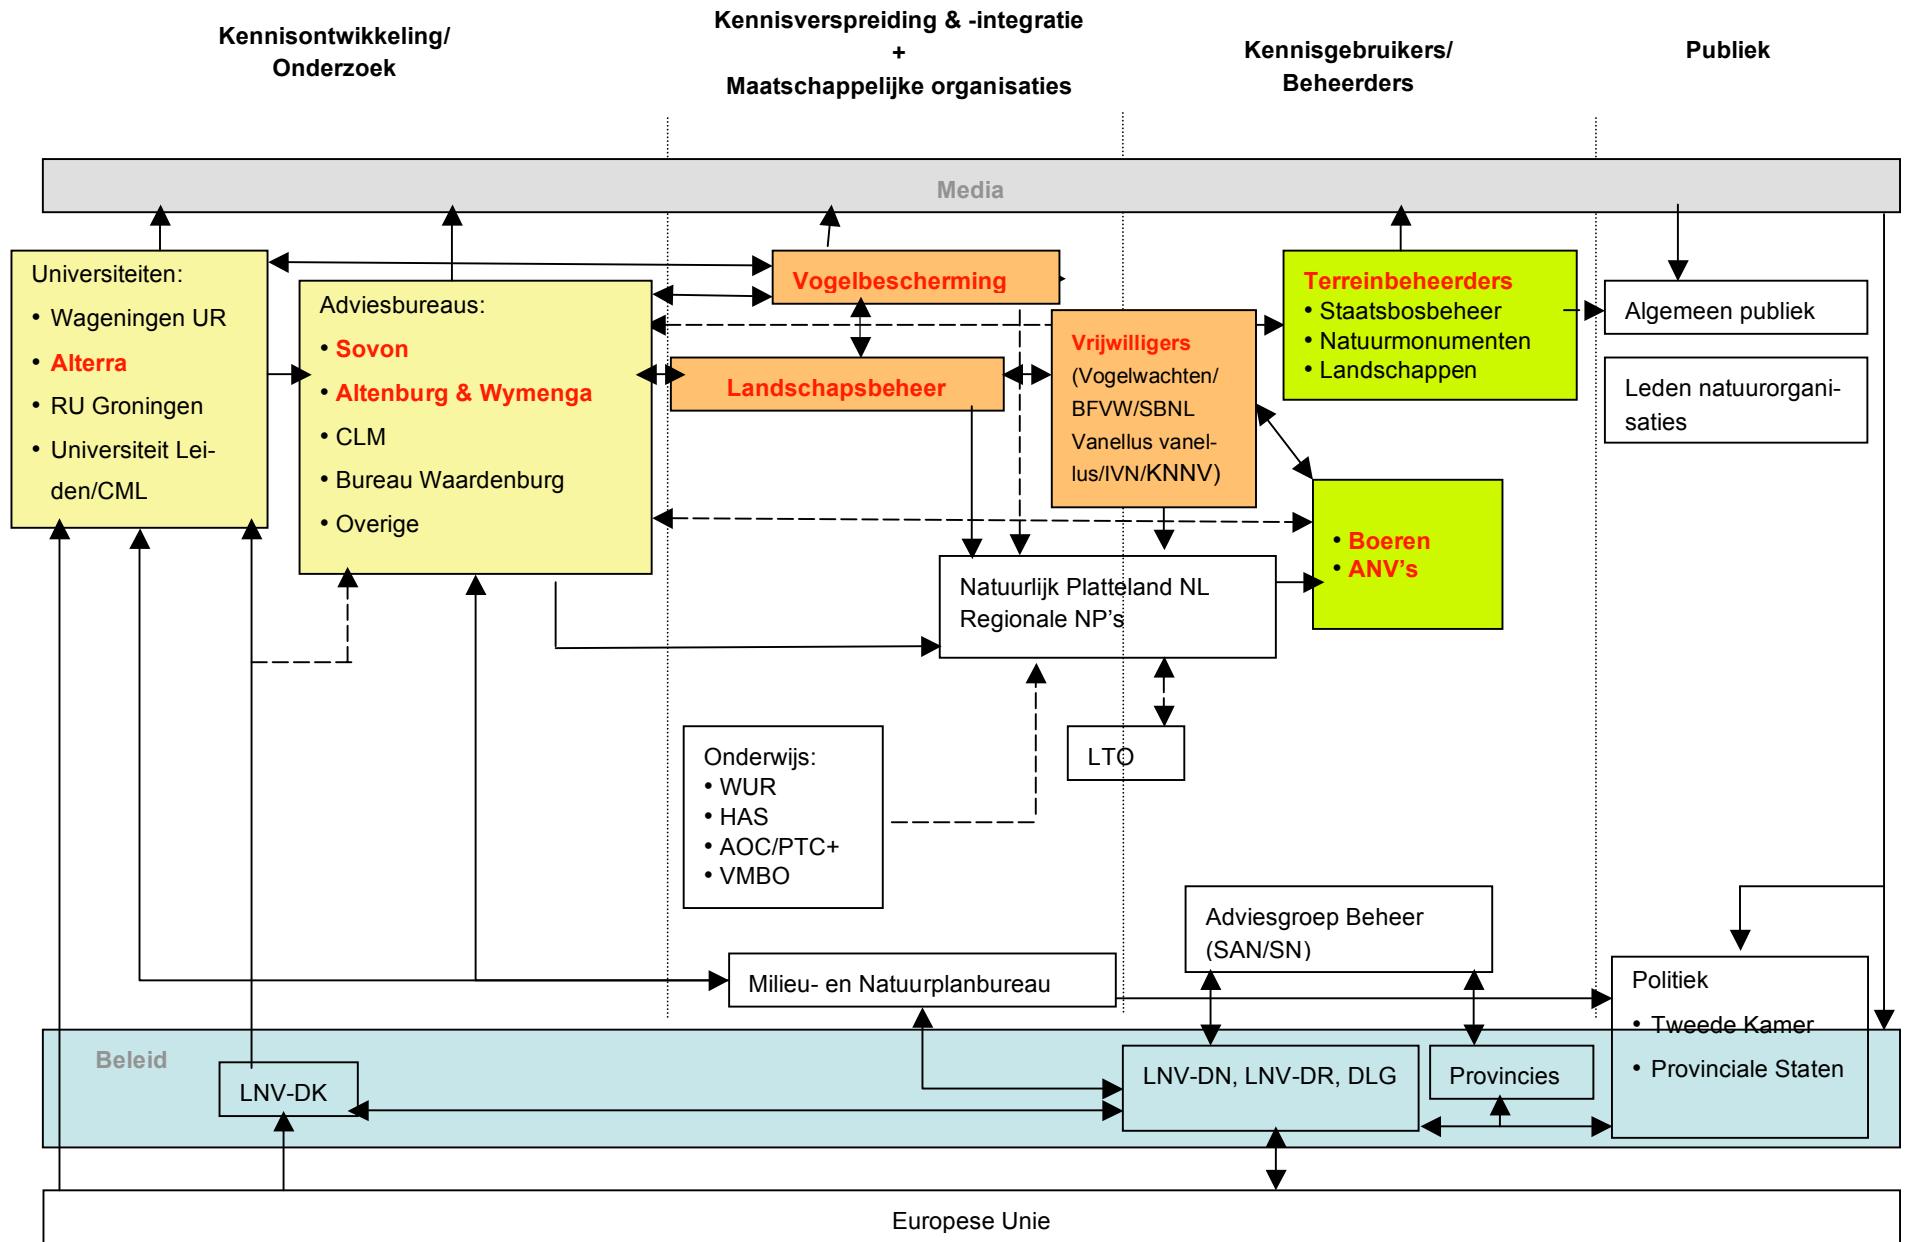 Kennisontwikkeling/
Onderzoek
Kennisverspreiding & -integratie
+
Maatschappelijke organisaties
Kennisgebruikers/
Beheerders
Publiek
Media
Universiteiten:
• Wageningen UR
• Alterra
• RU Groningen
• Universiteit Lei-
den/CML
Adviesbureaus:
• Sovon
• Altenburg & Wymenga
• CLM
• Bureau Waardenburg
• Overige
Vogelbescherming
Landschapsbeheer
Vrijwilligers
(Vogelwachten/
BFVW/SBNL
Vanellus vanel-
lus/IVN/KNNV)
Terreinbeheerders
• Staatsbosbeheer
• Natuurmonumenten
• Landschappen
Algemeen publiek
Leden natuurorgani-
saties
• Boeren
• ANV's
Natuurlijk Platteland NL
Regionale NP's
LTO
Onderwijs:
• WUR
• HAS
• AOC/PTC+
• VMBO
Adviesgroep Beheer
(SAN/SN)
Milieu- en Natuurplanbureau
Politiek
• Tweede Kamer
• Provinciale Staten
Beleid
LNV-DK
LNV-DN, LNV-DR, DLG
Provincies
Europese Unie